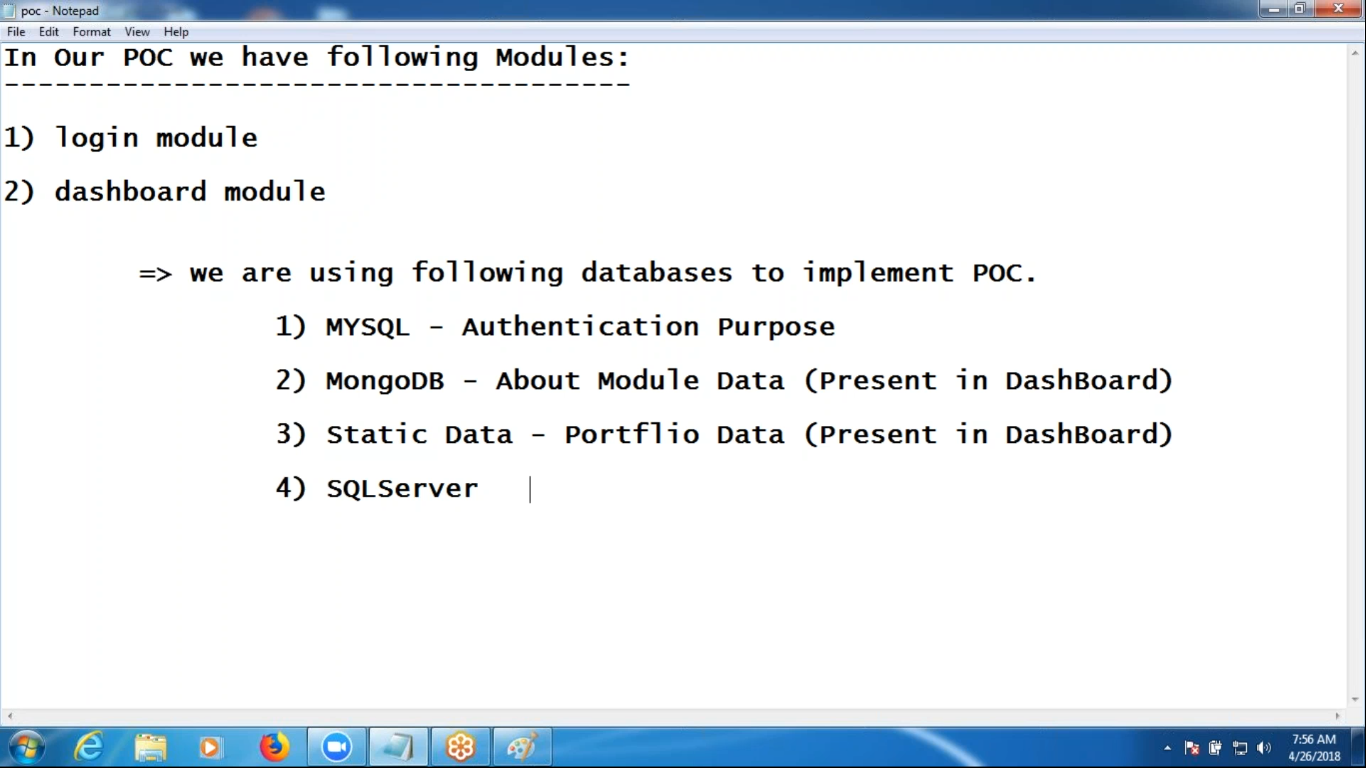 poc - Notepad
File Edit Format View Help
In Our POC we have following Modules:
-------------------------------------
1) login module
2) dashboard module
=> we are using following databases to implement POC.
1) MYSQL - Authentication Purpose
2) MongoDB - About Module Data (Present in DashBoard)
3) Static Data - Portflio Data (Present in DashBoard)
4) SQLServer
7:56 AM
4/26/2018